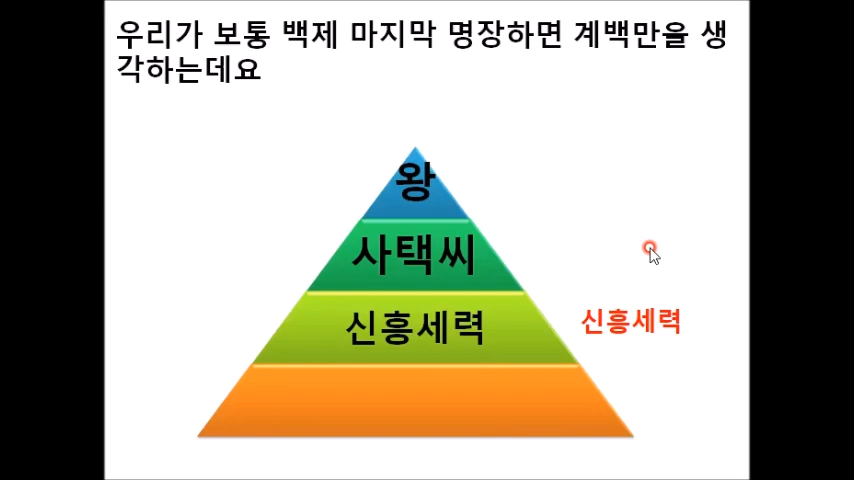 우리가 보통 백제 마지막 명장하면 계백만을 생
각하는데요
왕
사택씨
신흥세력
신흥세력